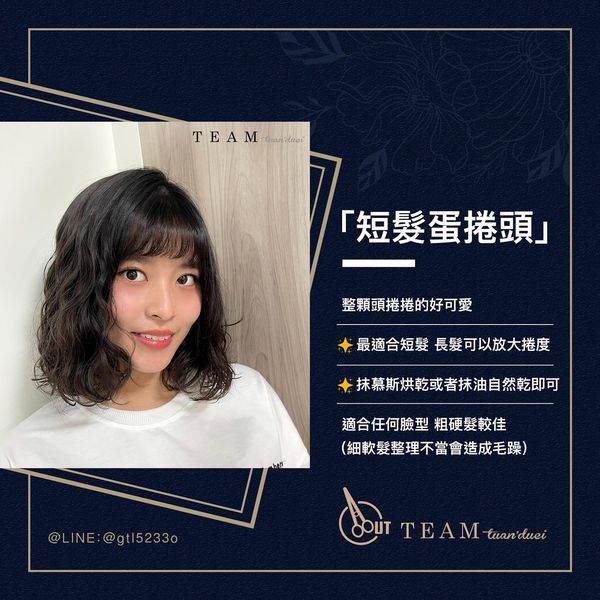 TEAM tuan'duei
「短髮蛋捲頭」
整顆頭捲捲的好可愛
最適合短髮 長髮可以放大捲度
抹慕斯烘乾或者抹油自然乾即可
適合任何臉型 粗硬髮較佳
(細軟髮整理不當會造成毛躁)
@LINE:@gtl5233o
OUT TEAM tuan'duei